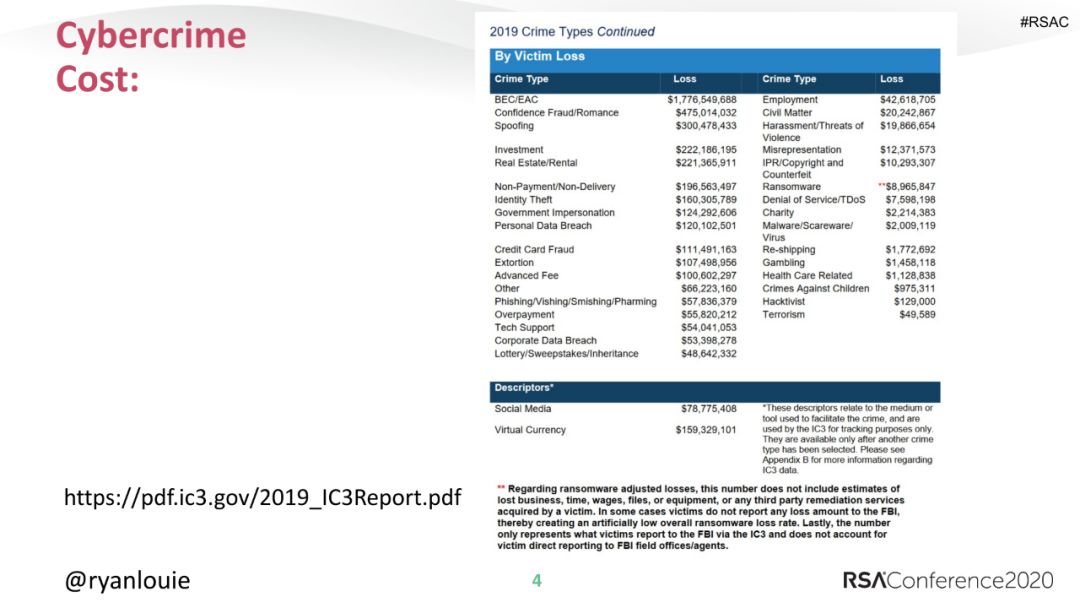 Cybercrime
Cost:
#RSAC
2019 Crime Types Continued
By Victim Loss
Crime Type Loss Crime Type Loss
BEC/EAC $1,776,549,688 Employment $42,618,705
Confidence Fraud/Romance $475,014,032 Civil Matter $20,242,867
Spoofing $300,478,433 Harassment/Threats of $19,866,654
Violence
Investment $222,186,195 Misrepresentation $12,371,573
Real Estate/Rental $221,365,911 IPR/Copyright and $10,293,307
Counterfeit
Non-Payment/Non-Delivery $196,563,497 Ransomware **$8,965,847
Identity Theft $160,305,789 Denial of Service/TDoS $7,598,198
Government Impersonation $124,292,606 Charity $2,214,383
Personal Data Breach $120,102,501 Malware/Scareware/ $2,009,119
Virus
Credit Card Fraud $111,491,163 Re-shipping $1,772,692
Extortion $107,498,956 Gambling $1,458,118
Advanced Fee $100,602,297 Health Care Related $1,128,838
Other $66,223,160 Crimes Against Children $975,311
Phishing/Vishing/Smishing/Pharming $57,836,379 Hacktivist $129,000
Overpayment $55,820,212 Terrorism $49,589
Tech Support $54,041,053
Corporate Data Breach $53,398,278
Lottery/Sweepstakes/Inheritance $48,642,332
Descriptors*
Social Media $78,775,408
Virtual Currency $159,329,101
*These descriptors relate to the medium or
tool used to facilitate the crime, and are
used by the IC3 for tracking purposes only.
They are available only after another crime
type has been selected. Please see
Appendix B for more information regarding
IC3 data.
** Regarding ransomware adjusted losses, this number does not include estimates of
lost business, time, wages, files, or equipment, or any third party remediation services
acquired by a victim. In some cases victims do not report any loss amount to the FBI,
thereby creating an artificially low overall ransomware loss rate. Lastly, the number
only represents what victims report to the FBI via the IC3 and does not account for
victim direct reporting to FBI field offices/agents.
https://pdf.ic3.gov/2019_IC3Report.pdf
@ryanlouie
4
RSAConference2020